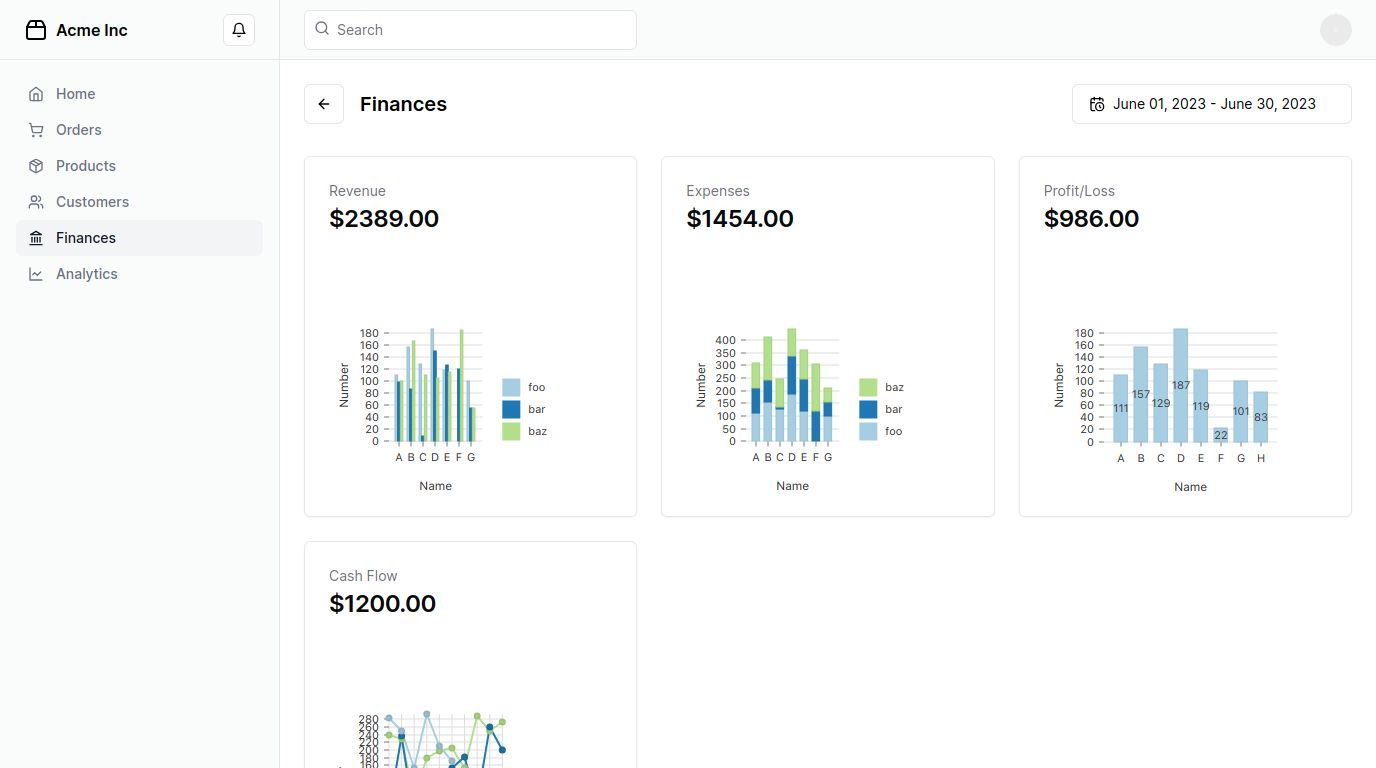 Acme Inc
Search
Home
Orders
Products
Customers
Finances
Analytics
Finances
June 01, 2023 - June 30, 2023
Revenue
$2389.00
180
160
140
120
100
80
60
40
20
0
Number
A B C D E F G
Name
foo
bar
baz
Expenses
$1454.00
400
350
300
250
200
150
100
50
0
Number
A B C D E F G
Name
baz
bar
foo
Profit/Loss
$986.00
180
160
140
120
100
80
60
40
20
0
Number
111 157 129 187 119 22 101 83
A B C D E F G H
Name
Cash Flow
$1200.00
280
260
240
220
200
180
160